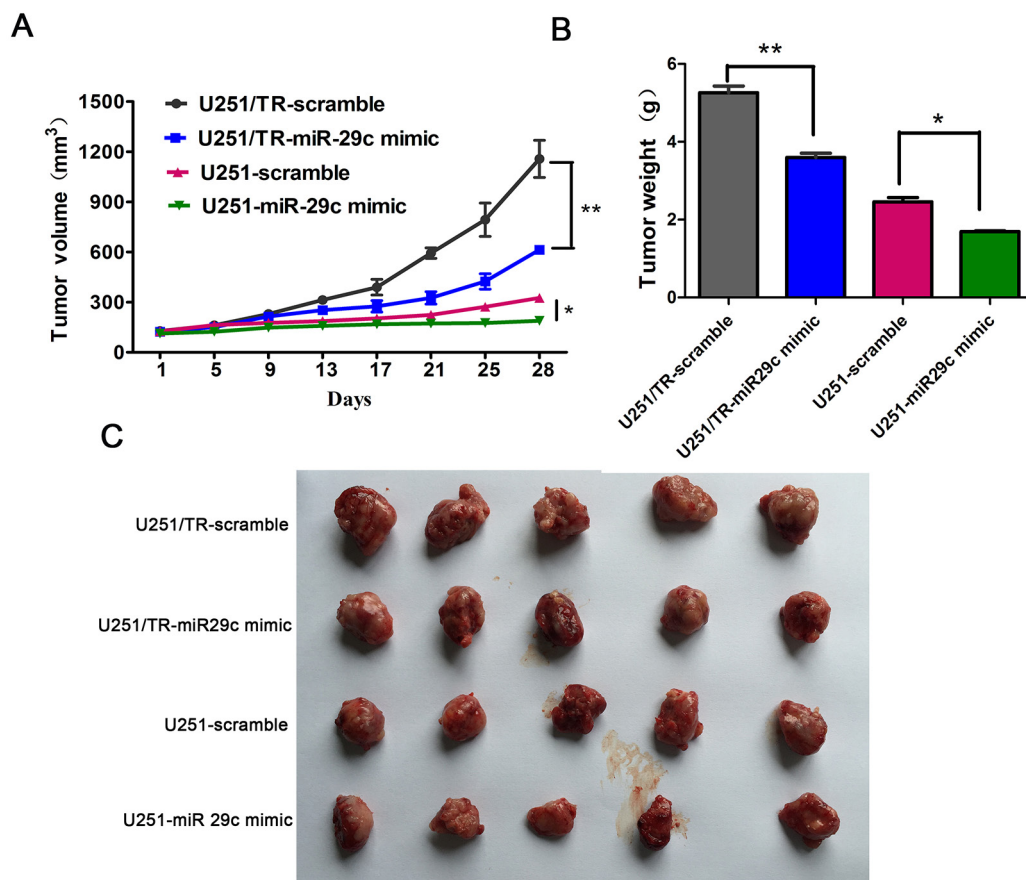 A
Tumor volume (mm³)
1500
1200
900
600
300
0
U251/TR-scramble
U251/TR-miR-29c mimic
U251-scramble
U251-miR-29c mimic
**
*
1 5 9 13 17 21 25 28
Days
B
Tumor weight (g)
6
4
2
0
**
*
U251/TR-scramble
U251/TR-miR29c mimic
U251-scramble
U251-miR29c mimic
C
U251/TR-scramble
U251/TR-miR29c mimic
U251-scramble
U251-miR 29c mimic